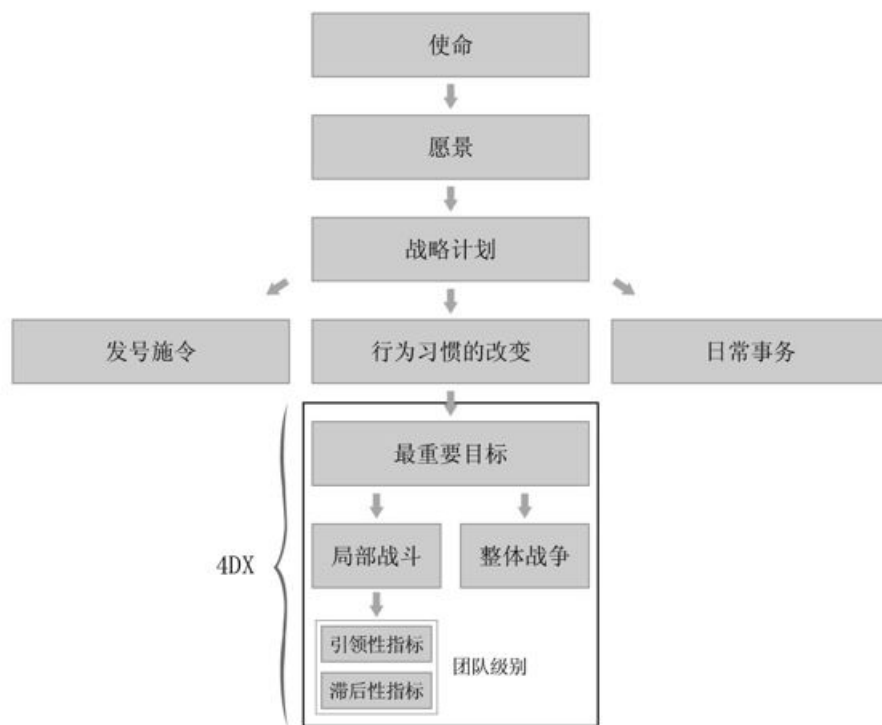 使命
愿景
战略计划
发号施令
行为习惯的改变
日常事务
最重要目标
局部战斗
整体战争
4DX
引领性指标
团队级别
滞后性指标